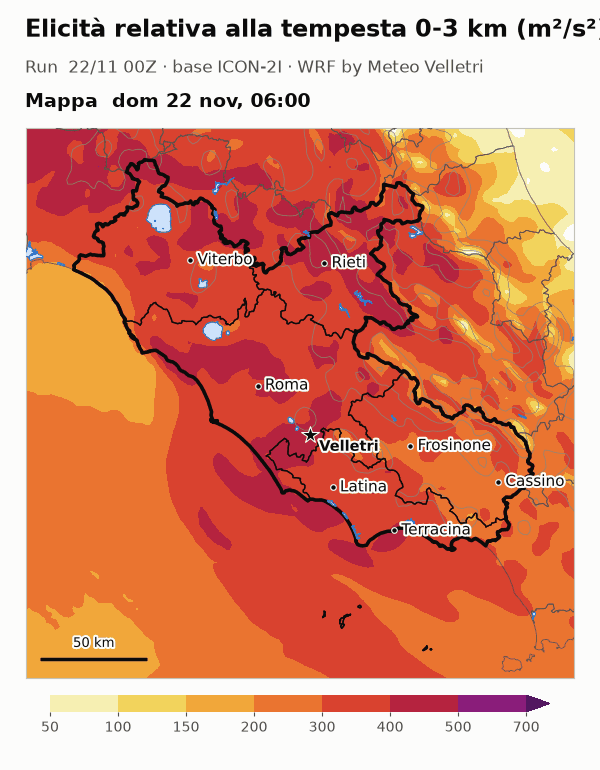 Elicità relativa alla tempesta 0-3 km (m²/s²)
Run 22/11 00Z · base ICON-2I · WRF by Meteo Velletri
Mappa dom 22 nov, 06:00
Viterbo
Rieti
Roma
Velletri
Frosinone
Cassino
Latina
Terracina
50 km
50 100 150 200 300 400 500 700